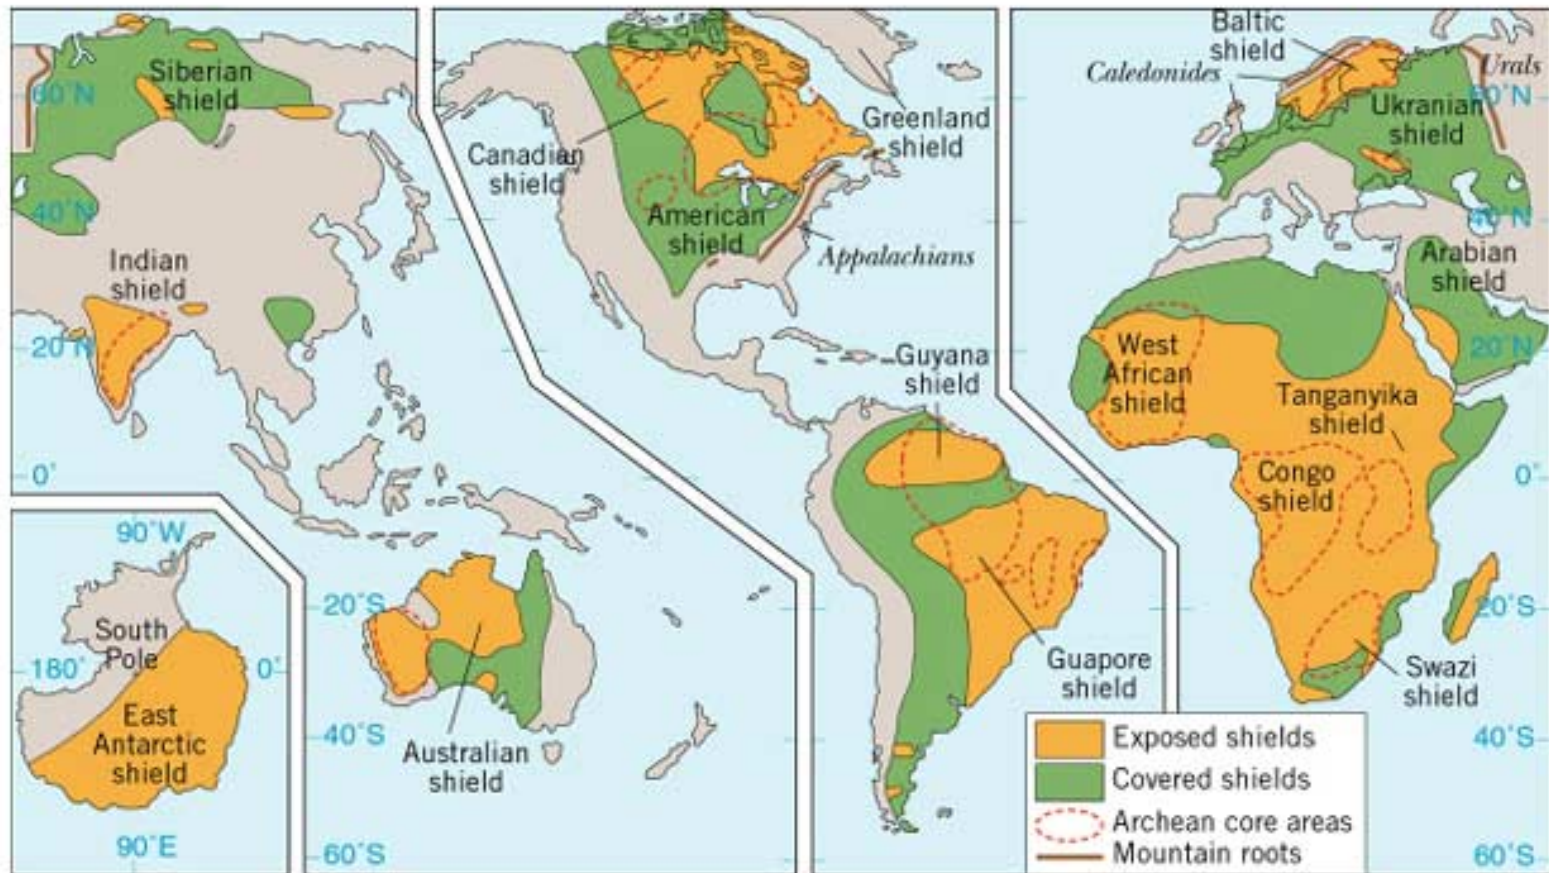 Siberian
shield
60°N
40°N
Indian
shield
20°N
0°
90°W
South
Pole
180°
0°
East
Antarctic
shield
90°E
20°S
40°S
60°S
Australian
shield
Canadian
shield
American
shield
Appalachians
Greenland
shield
Guyana
shield
Guapore
shield
Baltic
shield
Caledonides
Urals
60°N
Ukranian
shield
40°N
Arabian
shield
20°N
West
African
shield
Tanganyika
shield
Congo
shield
0°
20°S
Swazi
shield
40°S
60°S
Exposed shields
Covered shields
Archean core areas
Mountain roots